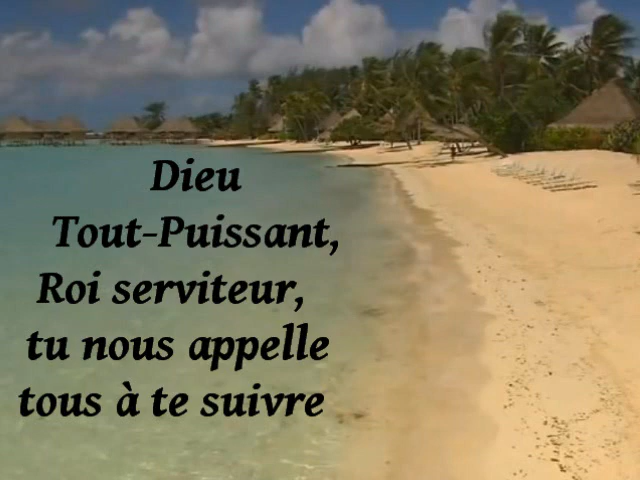 Dieu
Tout-Puissant,
Roi serviteur,
tu nous appelle
tous à te suivre